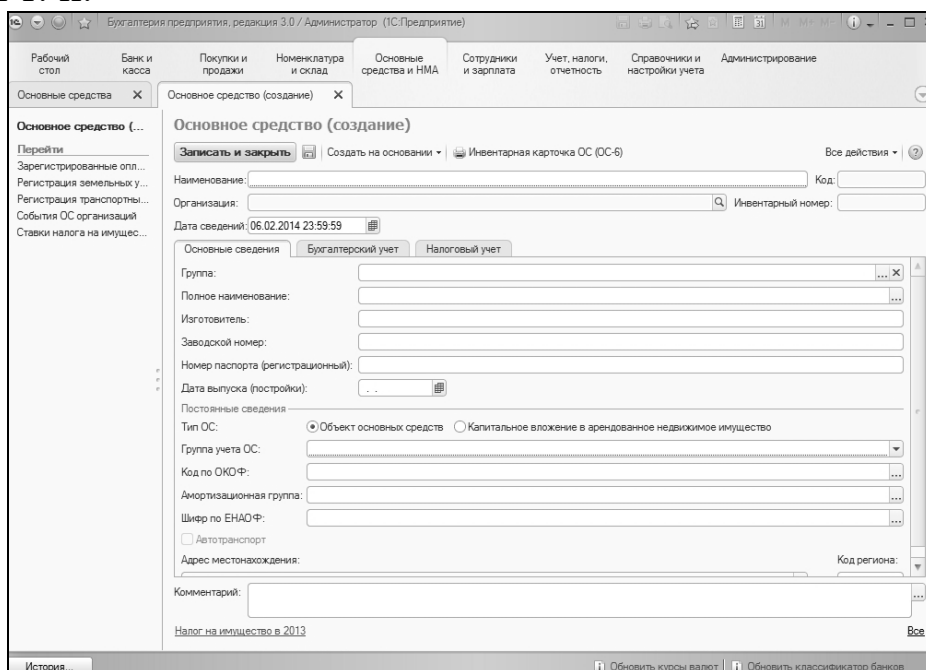 Бухгалтерия предприятия, редакция 3.0 / Администратор (1С:Предприятие)
M M+ M-
Рабочий стол
Банк и касса
Покупки и продажи
Номенклатура и склад
Основные средства и НМА
Сотрудники и зарплата
Учет, налоги, отчетность
Справочники и настройки учета
Администрирование
Основные средства
Основное средство (создание)
Основное средство (...
Перейти
Зарегистрированные опл...
Регистрация земельных у...
Регистрация транспортны...
События ОС организаций
Ставки налога на имущес...
Основное средство (создание)
Записать и закрыть Создать на основании Инвентарная карточка ОС (ОС-6) Все действия
Наименование: Код:
Организация: Инвентарный номер:
Дата сведений: 06.02.2014 23:59:59
Основные сведения Бухгалтерский учет Налоговый учет
Группа:
Полное наименование:
Изготовитель:
Заводской номер:
Номер паспорта (регистрационный):
Дата выпуска (постройки): . .
Постоянные сведения
Тип ОС: Объект основных средств Капитальное вложение в арендованное недвижимое имущество
Группа учета ОС:
Код по ОКОФ:
Амортизационная группа:
Шифр по ЕНАОФ:
Автотранспорт
Адрес местонахождения: Код региона:
Комментарий:
Налог на имущество в 2013 Все
История... Обновить курсы валют Обновить классификатор банков